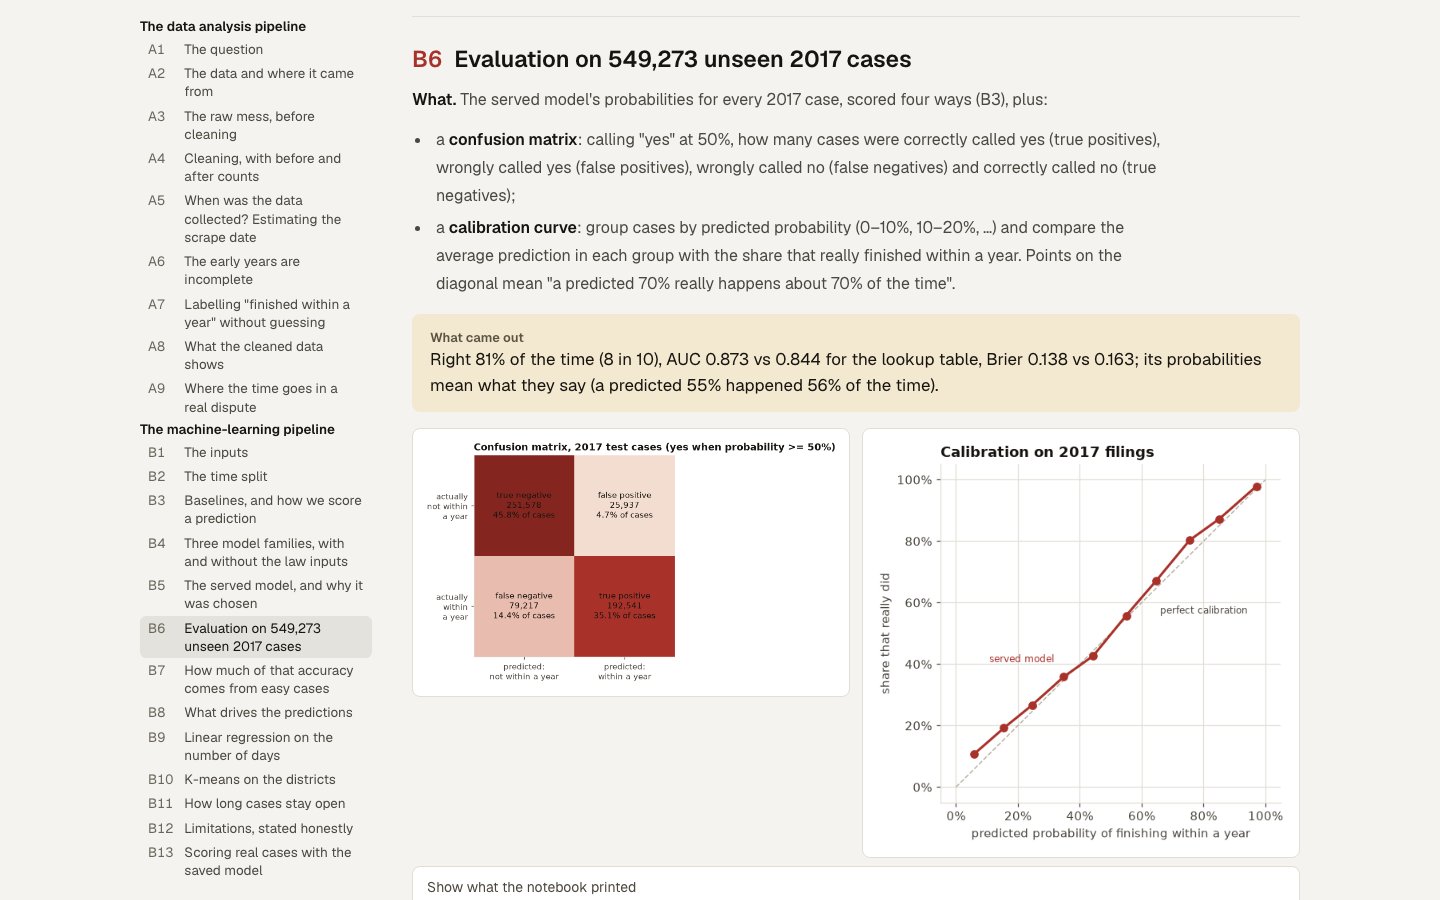 The data analysis pipeline
A1 The question
A2 The data and where it came
from
A3 The raw mess, before
cleaning
A4 Cleaning, with before and
after counts
A5 When was the data
collected? Estimating the
scrape date
A6 The early years are
incomplete
A7 Labelling "finished within a
year" without guessing
A8 What the cleaned data
shows
A9 Where the time goes in a
real dispute
The machine-learning pipeline
B1 The inputs
B2 The time split
B3 Baselines, and how we score
a prediction
B4 Three model families, with
and without the law inputs
B5 The served model, and why it
was chosen
B6 Evaluation on 549,273
unseen 2017 cases
B7 How much of that accuracy
comes from easy cases
B8 What drives the predictions
B9 Linear regression on the
number of days
B10 K-means on the districts
B11 How long cases stay open
B12 Limitations, stated honestly
B13 Scoring real cases with the
saved model
B6 Evaluation on 549,273 unseen 2017 cases
What. The served model's probabilities for every 2017 case, scored four ways (B3), plus:
• a confusion matrix: calling "yes" at 50%, how many cases were correctly called yes (true positives),
wrongly called yes (false positives), wrongly called no (false negatives) and correctly called no (true
negatives);
• a calibration curve: group cases by predicted probability (0–10%, 10–20%, …) and compare the
average prediction in each group with the share that really finished within a year. Points on the
diagonal mean "a predicted 70% really happens about 70% of the time".
What came out
Right 81% of the time (8 in 10), AUC 0.873 vs 0.844 for the lookup table, Brier 0.138 vs 0.163; its probabilities
mean what they say (a predicted 55% happened 56% of the time).
Confusion matrix, 2017 test cases (yes when probability >= 50%)
actually
not within
a year
true negative
251,578
45.8% of cases
false positive
25,937
4.7% of cases
actually
within
a year
false negative
79,217
14.4% of cases
true positive
192,541
35.1% of cases
predicted:
not within a year
predicted:
within a year
Calibration on 2017 filings
100%
80%
60%
40%
20%
0%
share that really did
perfect calibration
served model
0% 20% 40% 60% 80% 100%
predicted probability of finishing within a year
Show what the notebook printed